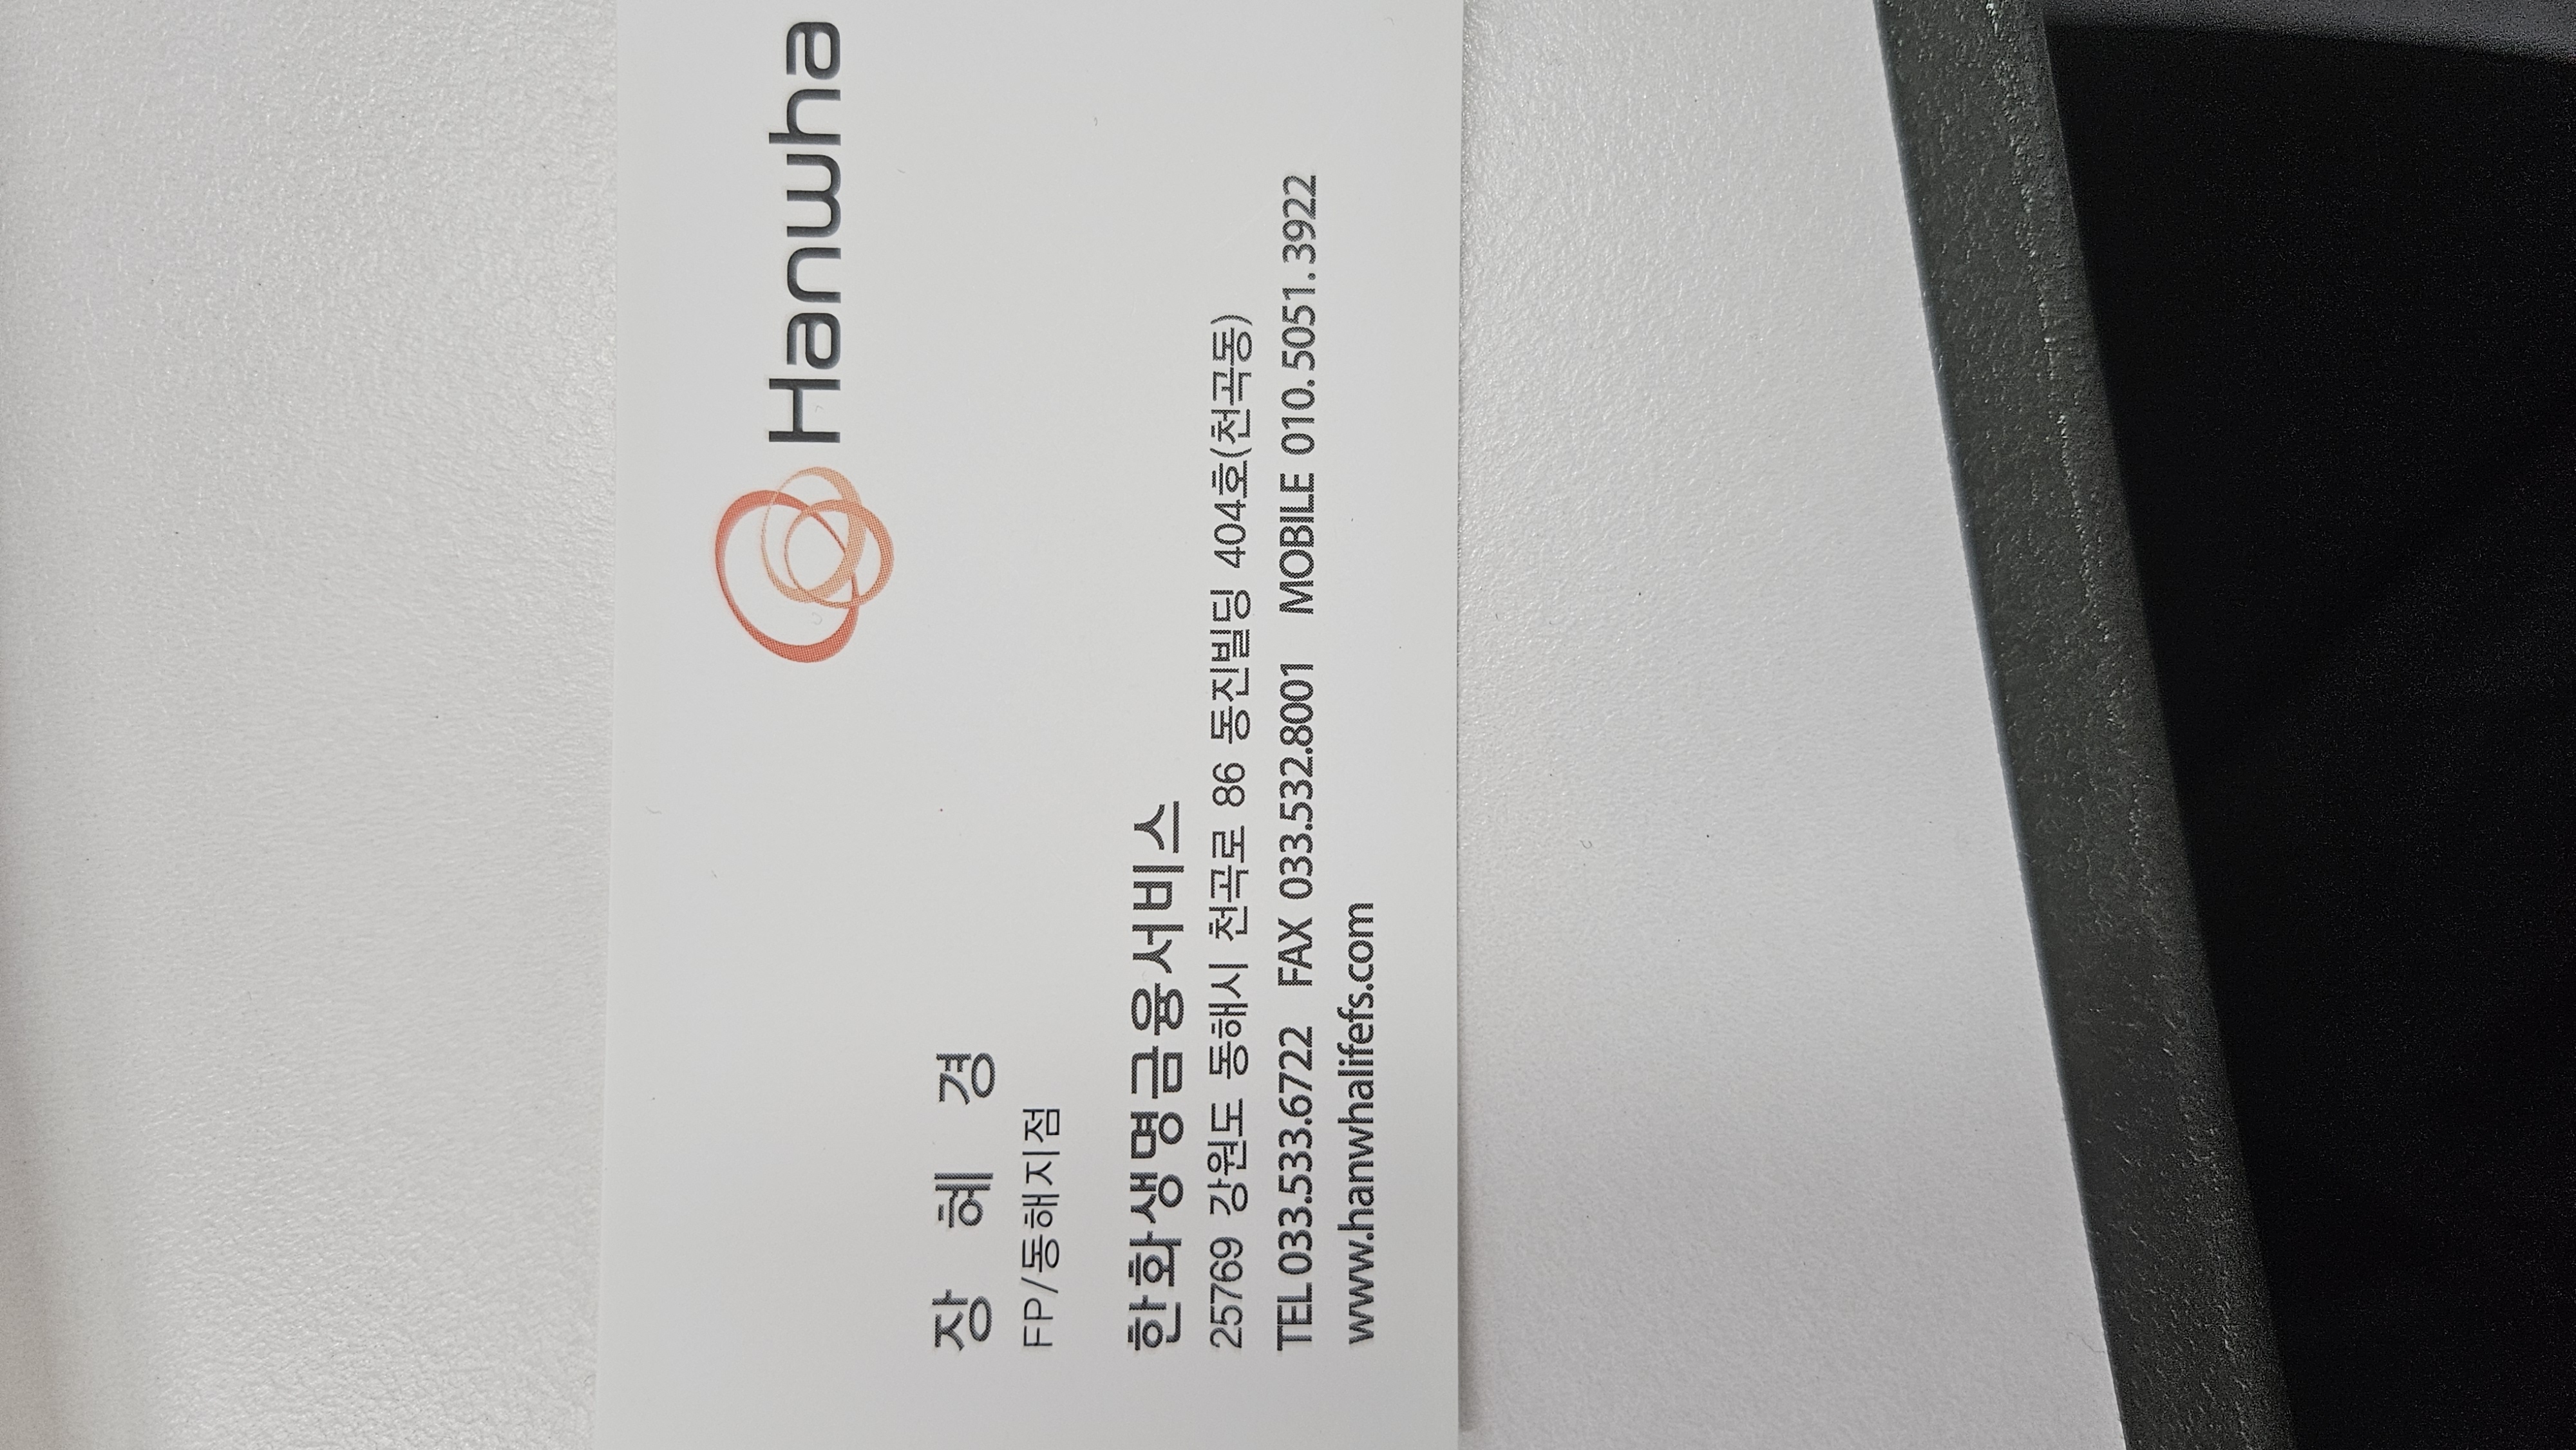 Hanwha
장 혜 경
FP/동해지점
한화생명금융서비스
25769 강원도 동해시 천곡로 86 동진빌딩 404호(천곡동)
TEL 033.533.6722 FAX 033.532.8001 MOBILE 010.5051.3922
www.hanwhalifefs.com